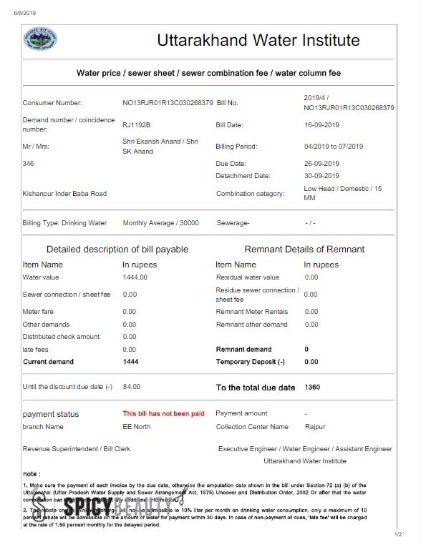 6/6/2019
Uttarakhand Water Institute
Water price / sewer sheet / sewer combination fee / water column fee
Consumer Number: NO13RJR01R13C030268379 Bill No. 2019/4 / NO13RJR01R13C030268379
Demand number / coincidence number: RJ1192B Bill Date: 16-09-2019
Mr / Mrs: Shri Ekansh Anand / Shri SK Anand Billing Period: 04/2019 to 07/2019
346 Due Date: 26-09-2019
Detachment Date: 30-09-2019
Kishanpur Inder Baba Road Combination category: Low Head / Domestic / 15 MM
Billing Type: Drinking Water Monthly Average / 30000 Sewerage- - / -
Detailed description of bill payable Remnant Details of Remnant
Item Name In rupees Item Name In rupees
Water value 1444.00 Residual water value 0.00
Sewer connection / sheet fee 0.00 Residue sewer connection / sheet fee 0.00
Meter fare 0.00 Remnant Meter Rentals 0.00
Other demands 0.00 Remnant other demand 0.00
Distributed check amount 0.00
late fees 0.00 Remnant demand 0
Current demand 1444 Temporary Deposit (-) 0.00
Until the discount due date (-) 84.00 To the total due date 1360
payment status This bill has not been paid Payment amount -
branch Name EE North Collection Center Name Rajpur
Revenue Superintendent / Bill Clerk Executive Engineer / Water Engineer / Assistant Engineer
Uttarakhand Water Institute
note :
1. Make sure the payment of each invoice by the due date, otherwise the amputation date shown in the bill under Section-72 (a) (b) of the
Uttaranchal (Uttar Pradesh Water Supply and Sewer Arrangement Act, 1975) Uncover and Distribution Order, 2002 Or after that the water
SPICY
is 10% liter per month on drinking water consumption, only a maximum of 10
percent rebate will be admissible on the amount of water for payment within 30 days. In case of non-payment of dues, 'late fee' will be charged
at the rate of 1.50 percent monthly for the delayed period.
1/2